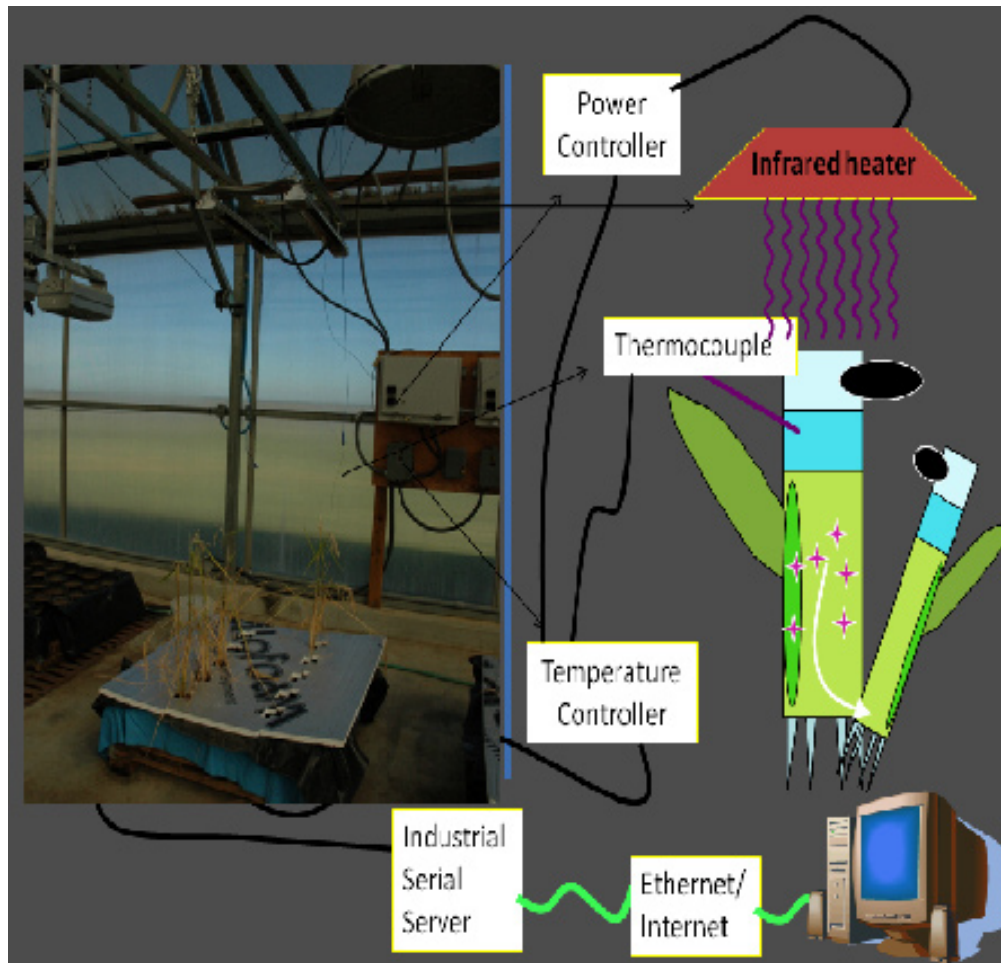 Power
Controller
Infrared heater
Thermocouple
Temperature
Controller
Industrial
Serial
Server
Ethernet/
Internet